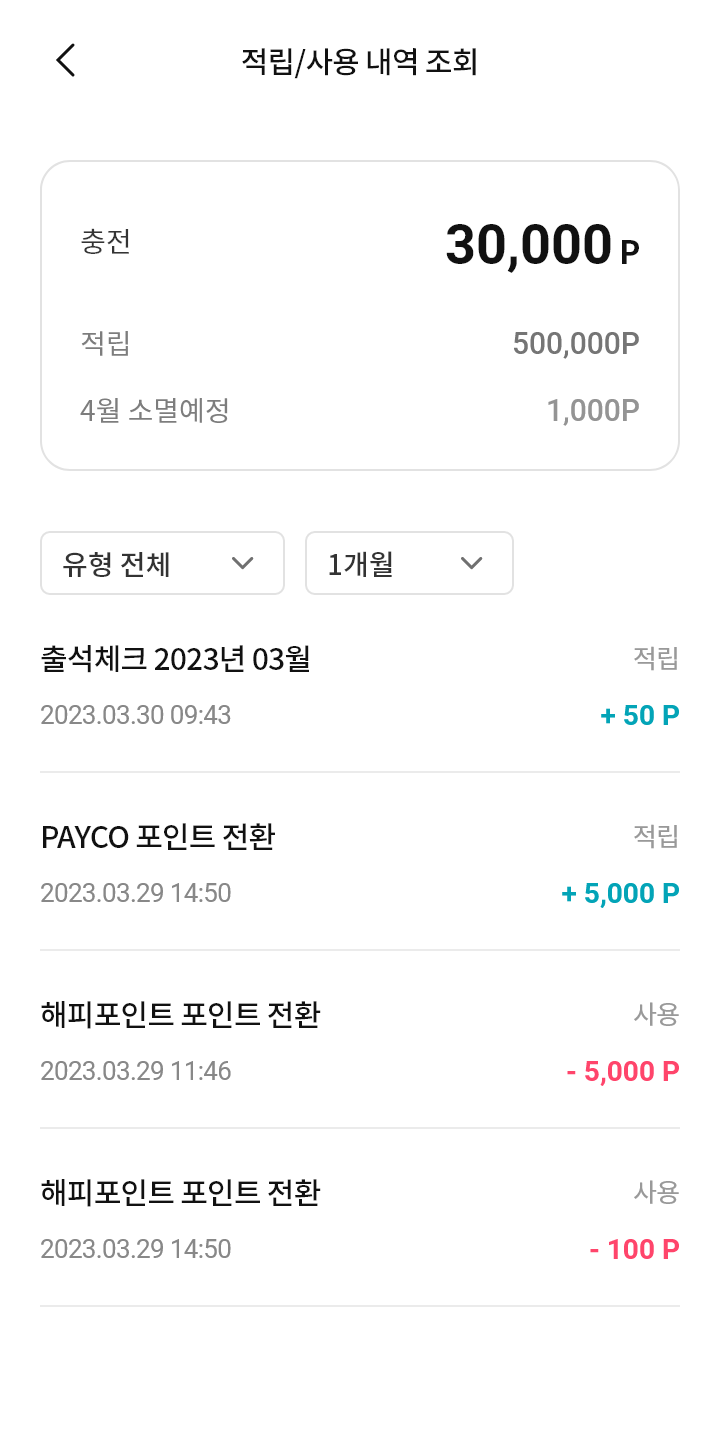 적립/사용 내역 조회
충전 30,000 P
적립 500,000P
4월 소멸예정 1,000P
유형 전체 1개월
출석체크 2023년 03월 적립
2023.03.30 09:43 + 50 P
PAYCO 포인트 전환 적립
2023.03.29 14:50 + 5,000 P
해피포인트 포인트 전환 사용
2023.03.29 11:46 - 5,000 P
해피포인트 포인트 전환 사용
2023.03.29 14:50 - 100 P